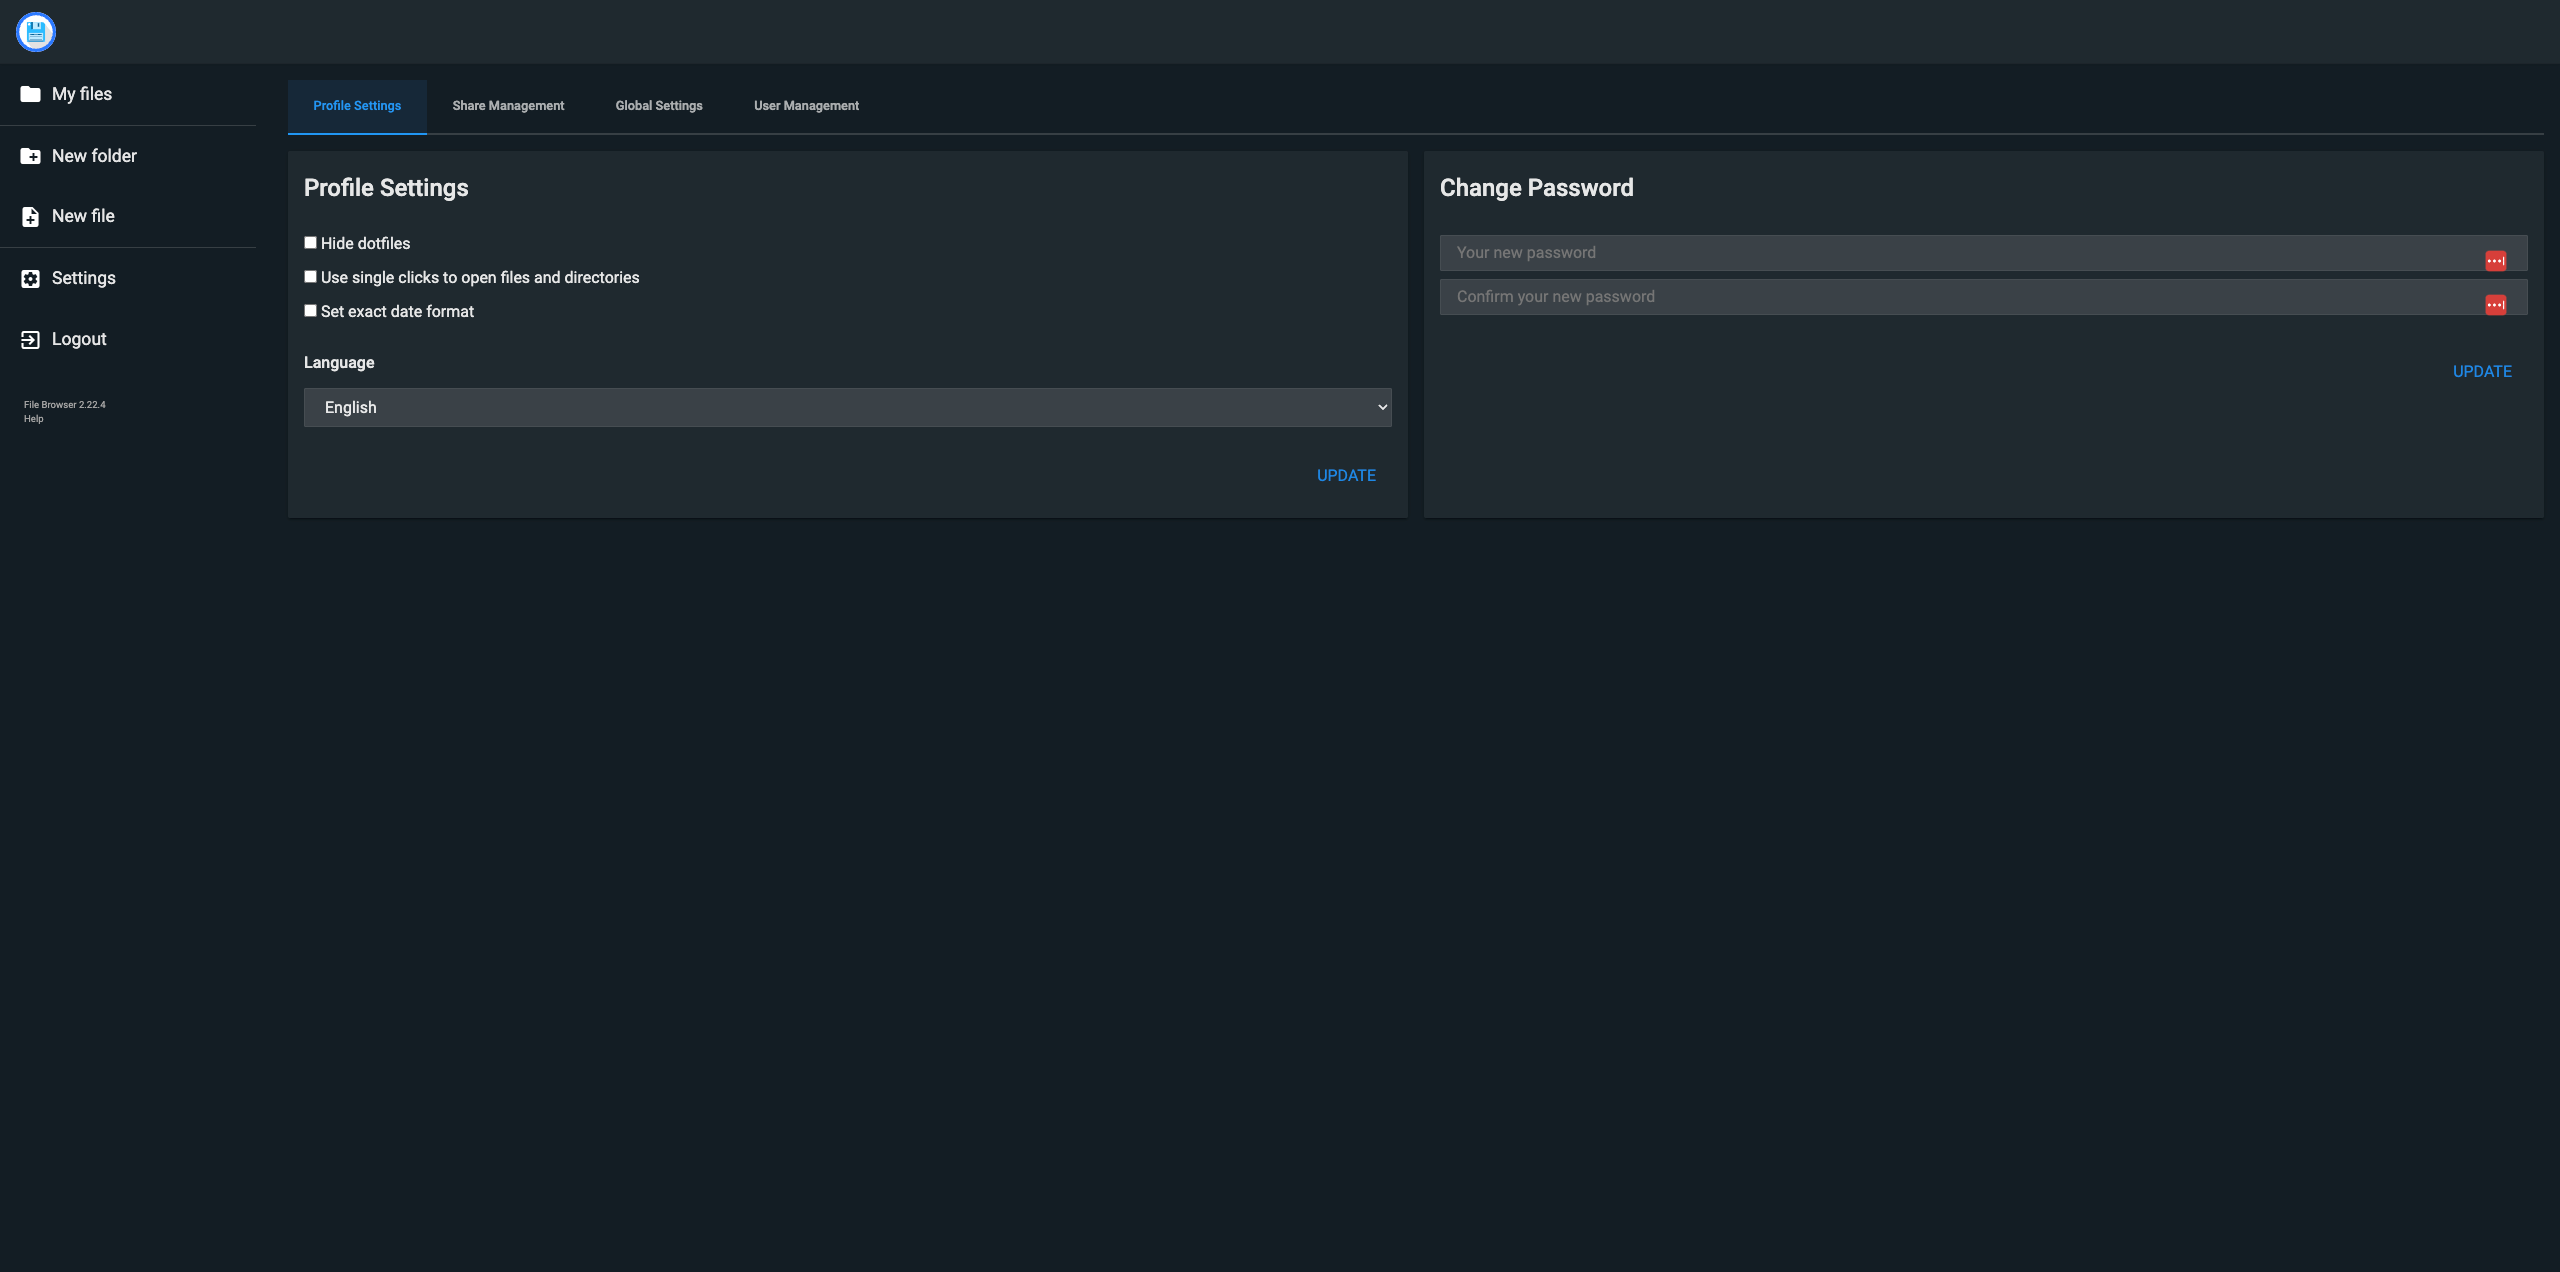 My files
New folder
New file
Settings
Logout
File Browser 2.22.4
Help
Profile Settings
Share Management
Global Settings
User Management
Profile Settings
Hide dotfiles
Use single clicks to open files and directories
Set exact date format
Language
English
UPDATE
Change Password
Your new password
Confirm your new password
UPDATE